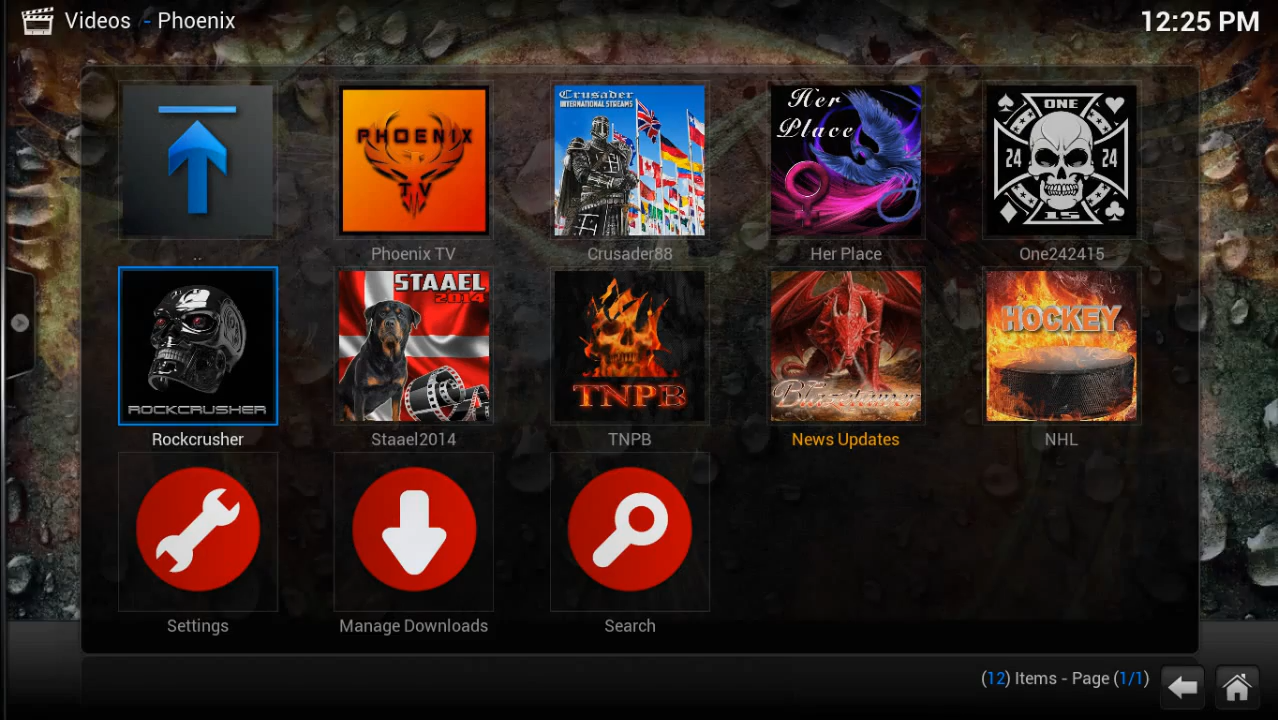 Videos - Phoenix
12:25 PM
PHOENIX
TV
Crusader
INTERNATIONAL STREAMS
Her
Place
ONE
24 24
15
..
Phoenix TV
Crusader88
Her Place
One242415
ROCKCRUSHER
STAAEL
2014
TNPB
Blazetamer
HOCKEY
Rockcrusher
Staael2014
TNPB
News Updates
NHL
Settings
Manage Downloads
Search
(12) Items - Page (1/1)